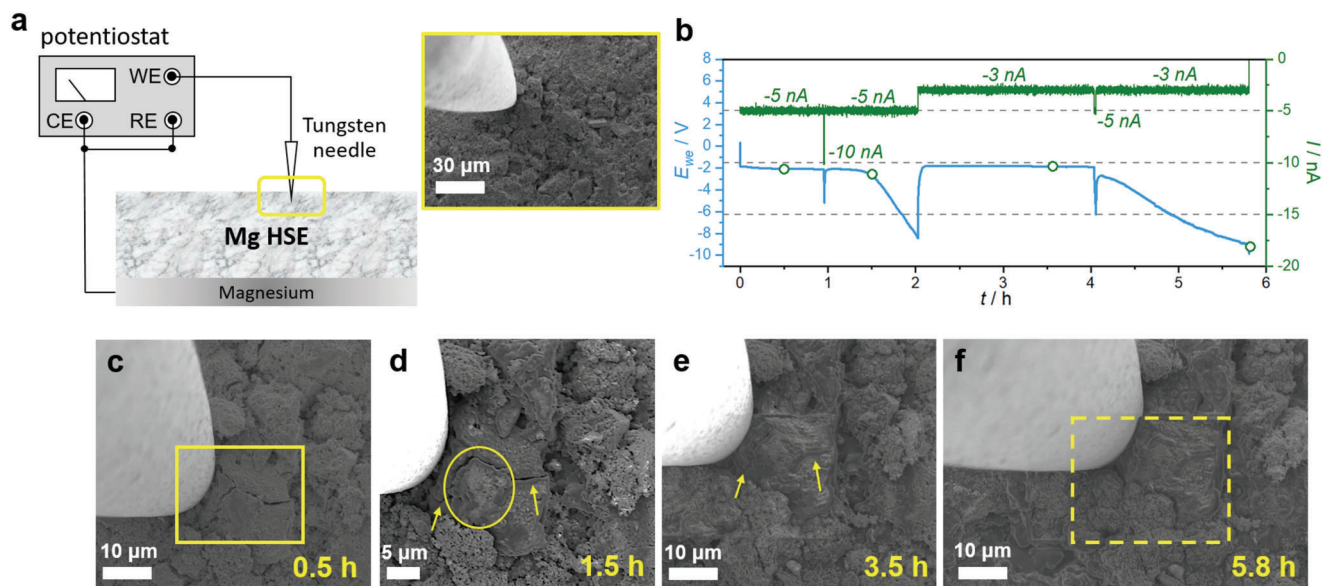 a
potentiostat
WE
CE
RE
Tungsten
needle
Mg HSE
Magnesium
30 μm
b
8
6
4
2
0
-2
-4
-6
-8
-10
E_we / V
-5 nA
-5 nA
-10 nA
-3 nA
-3 nA
-5 nA
0
-5
-10
-15
-20
I / nA
0
1
2
3
4
5
6
t / h
c
10 μm
0.5 h
d
5 μm
1.5 h
e
10 μm
3.5 h
f
10 μm
5.8 h